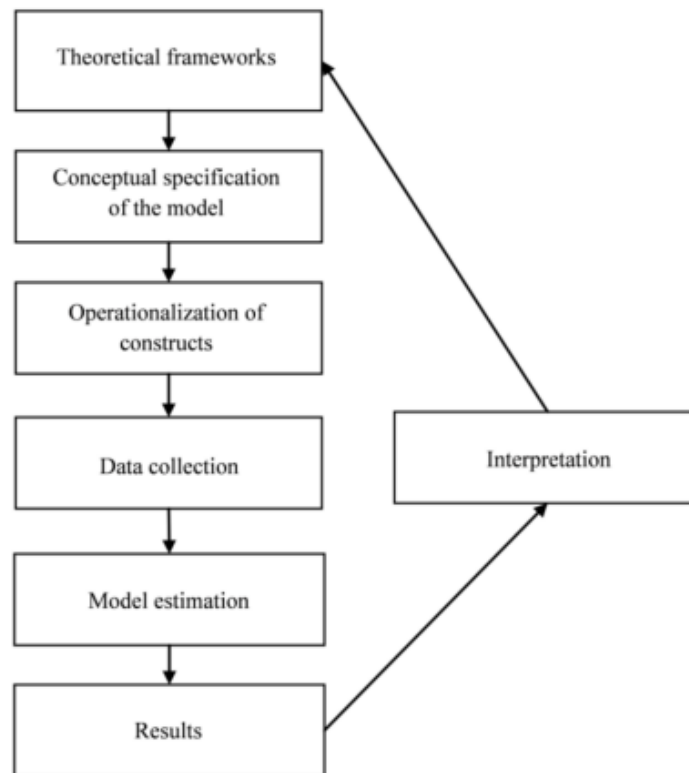 Theoretical frameworks
Conceptual specification
of the model
Operationalization of
constructs
Data collection
Interpretation
Model estimation
Results